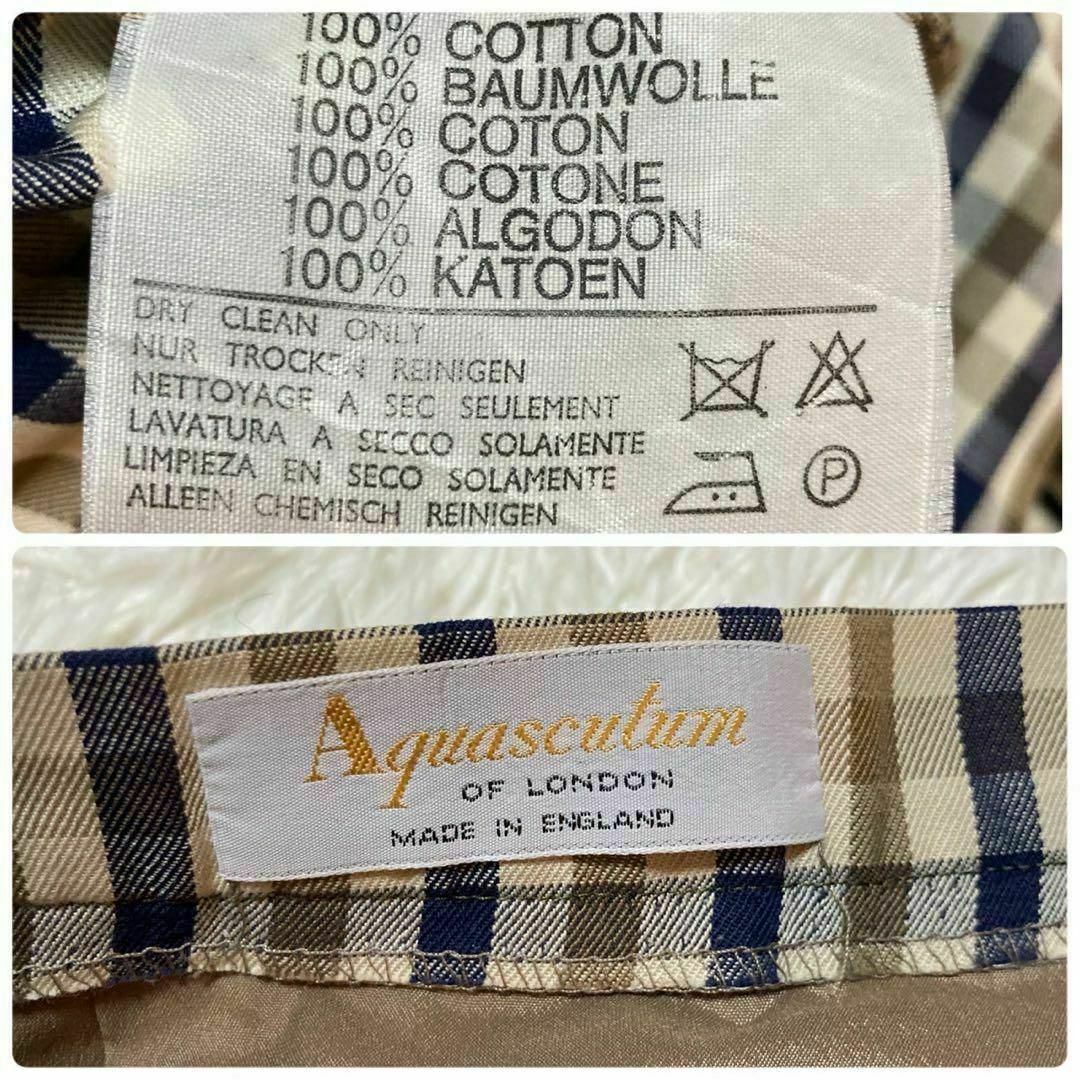 100% COTTON
100% BAUMWOLLE
100% COTON
100% COTONE
100% ALGODON
100% KATOEN
DRY CLEAN ONLY
NUR TROCKEN REINIGEN
NETTOYAGE A SEC SEULEMENT
LAVATURA A SECCO SOLAMENTE
LIMPIEZA EN SECO SOLAMENTE
ALLEEN CHEMISCH REINIGEN
P
Aquascutum
OF LONDON
MADE IN ENGLAND